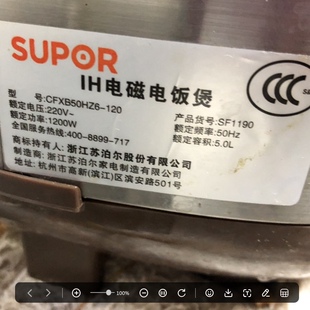 SUPOR
IH电磁电饭煲
型 号:CFXB50HZ6-120 产品货号:SF1190
额定电压:220V~ 额定频率:50Hz
额定功率:1200W 额定容积:5.0L
全国服务热线:400-8899-717
商标持有人:浙江苏泊尔股份有限公司
制造商:浙江苏泊尔家电制造有限公司
地 址:杭州市高新(滨江)区滨安路501号
100%